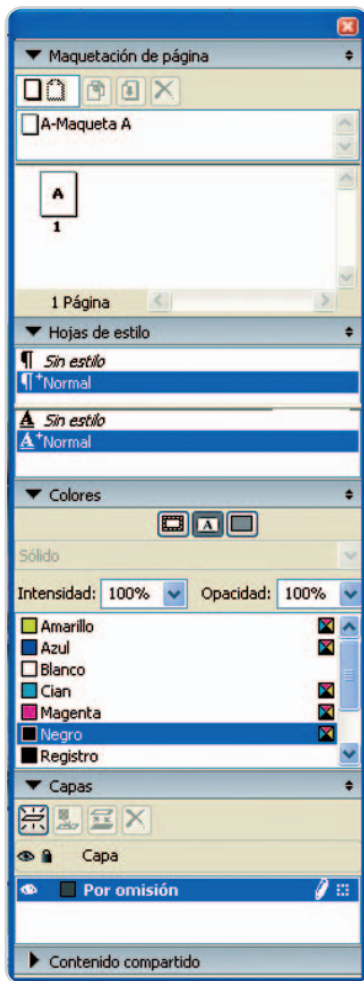 Maquetación de página
A-Maqueta A
A
1
1 Página
Hojas de estilo
¶ Sin estilo
¶+Normal
A Sin estilo
A+Normal
Colores
A
Sólido
Intensidad: 100% Opacidad: 100%
Amarillo
Azul
Blanco
Cian
Magenta
Negro
Registro
Capas
Capa
Por omisión
Contenido compartido